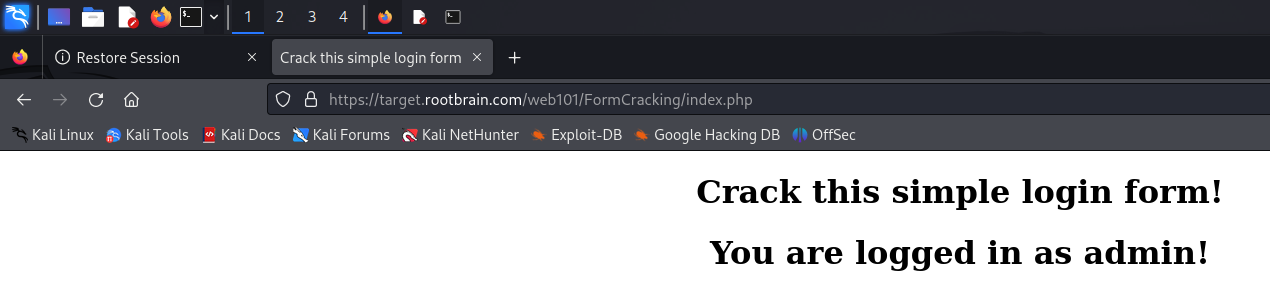 1 2 3 4
Restore Session
Crack this simple login form
https://target.rootbrain.com/web101/FormCracking/index.php
Kali Linux Kali Tools Kali Docs Kali Forums Kali NetHunter Exploit-DB Google Hacking DB OffSec
Crack this simple login form!
You are logged in as admin!